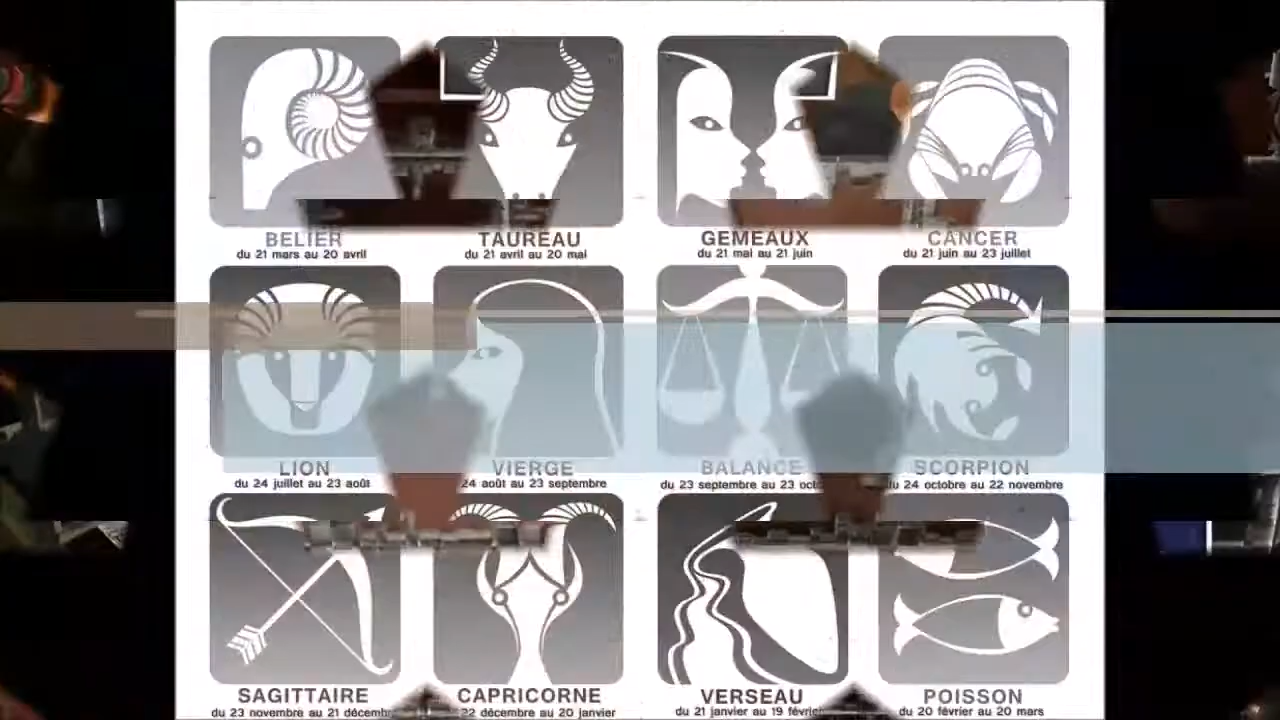 BELIER
du 21 mars au 20 avril
TAUREAU
du 21 avril au 20 mai
GEMEAUX
du 21 mai au 21 juin
CANCER
du 21 juin au 23 juillet
LION
du 24 juillet au 23 août
VIERGE
24 août au 23 septembre
BALANCE
du 23 septembre au 23
SCORPION
du 24 octobre au 22 novembre
SAGITTAIRE
du 23 novembre au 21
CAPRICORNE
22 décembre au 20 janvier
VERSEAU
du 21 janvier au 19
POISSON
du 20 février au 20 mars